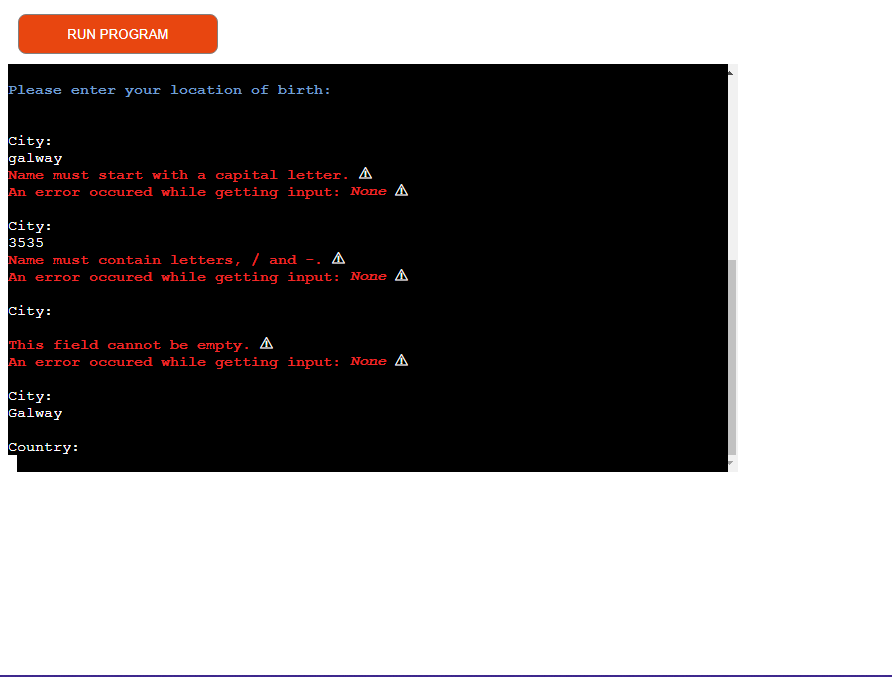 RUN PROGRAM
Please enter your location of birth:
City:
galway
Name must start with a capital letter. ⚠
An error occured while getting input: None ⚠
City:
3535
Name must contain letters, / and -. ⚠
An error occured while getting input: None ⚠
City:
This field cannot be empty. ⚠
An error occured while getting input: None ⚠
City:
Galway
Country: